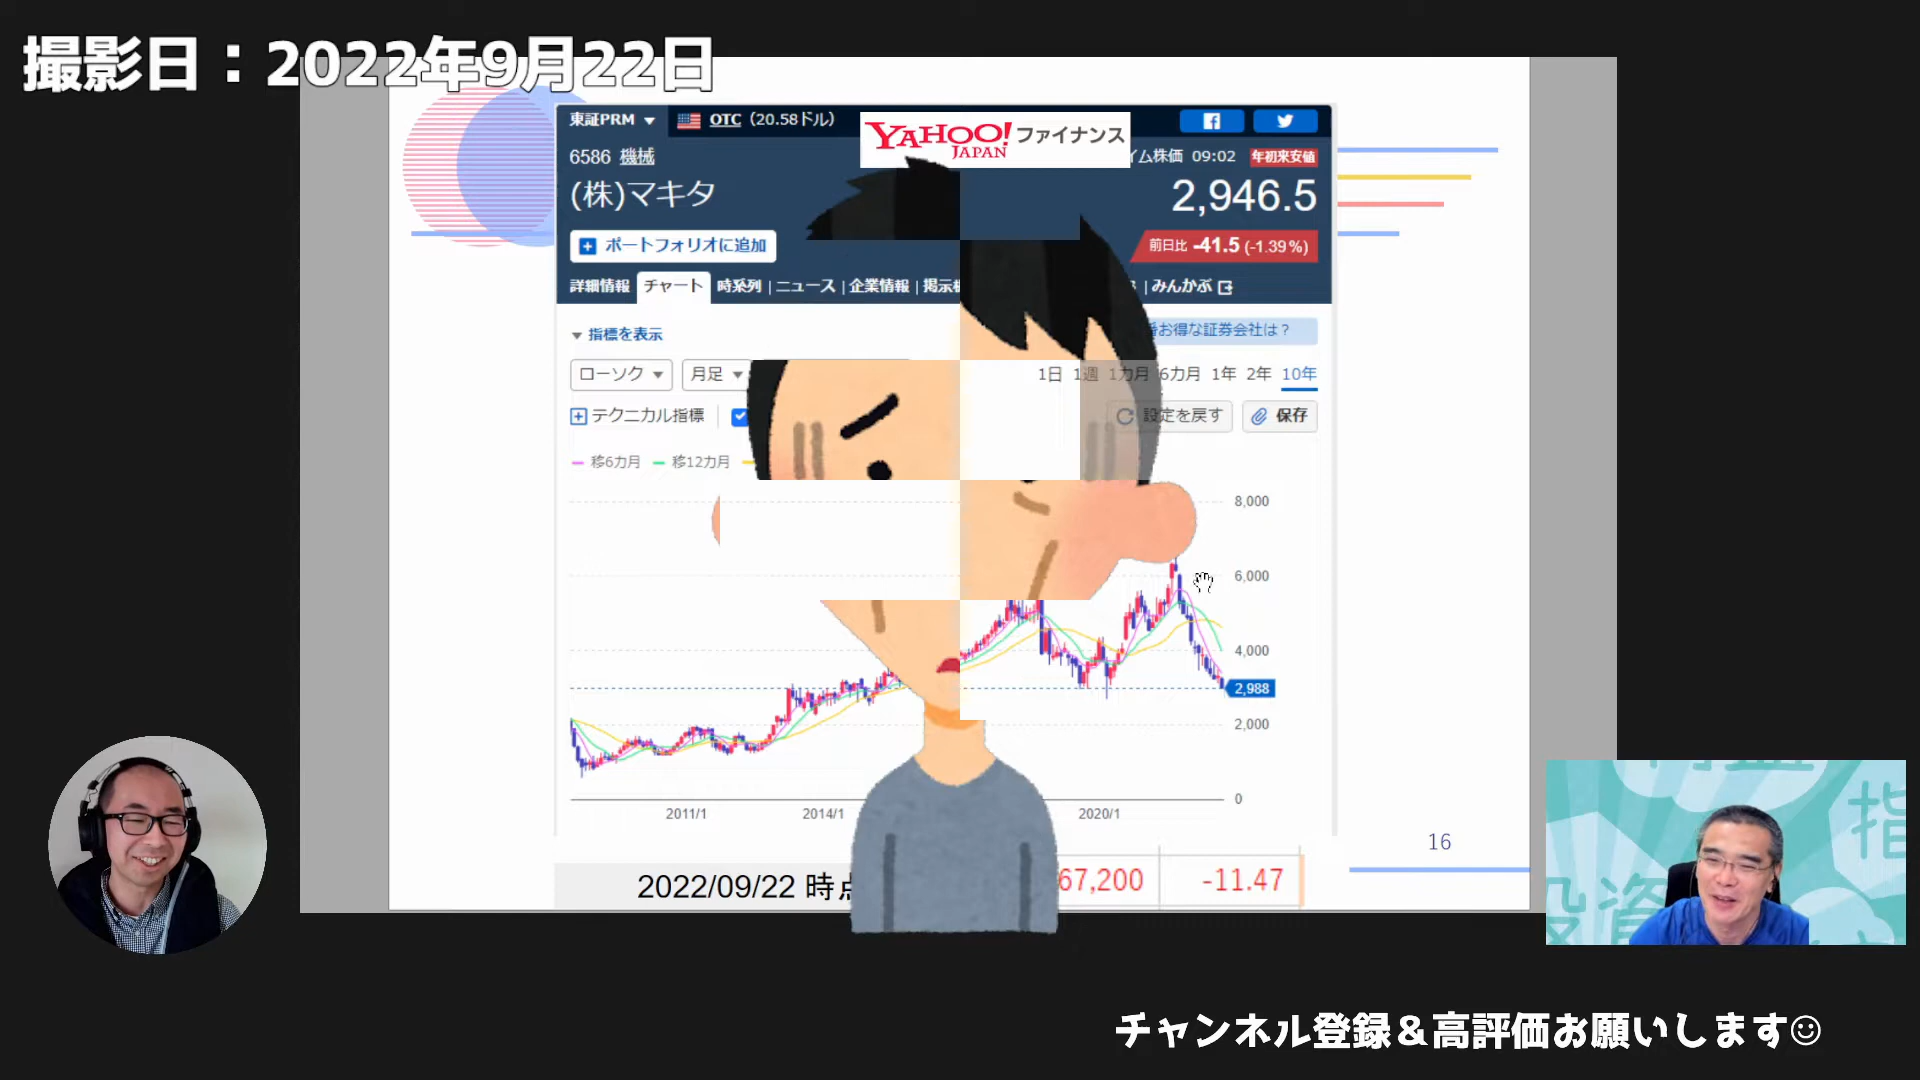 撮影日：2022年9月22日
東証PRM
OTC（20.58ドル）
YAHOO! JAPAN ファイナンス
6586 機械
イム株価 09:02 年初来安値
(株)マキタ
2,946.5
ポートフォリオに追加
前日比 -41.5 (-1.39%)
詳細情報 チャート 時系列 | ニュース | 企業情報 | 掲示
| みんかぶ
指標を表示
お得な証券会社は？
ローソク 月足
1日 1週 1カ月 6カ月 1年 2年 10年
テクニカル指標
設定を戻す 保存
移6カ月 移12カ月
8,000
6,000
4,000
2,988
2,000
0
2011/1 2014/1 2020/1
16
2022/09/22 時点
67,200 -11.47
指
投資
チャンネル登録＆高評価お願いします☺